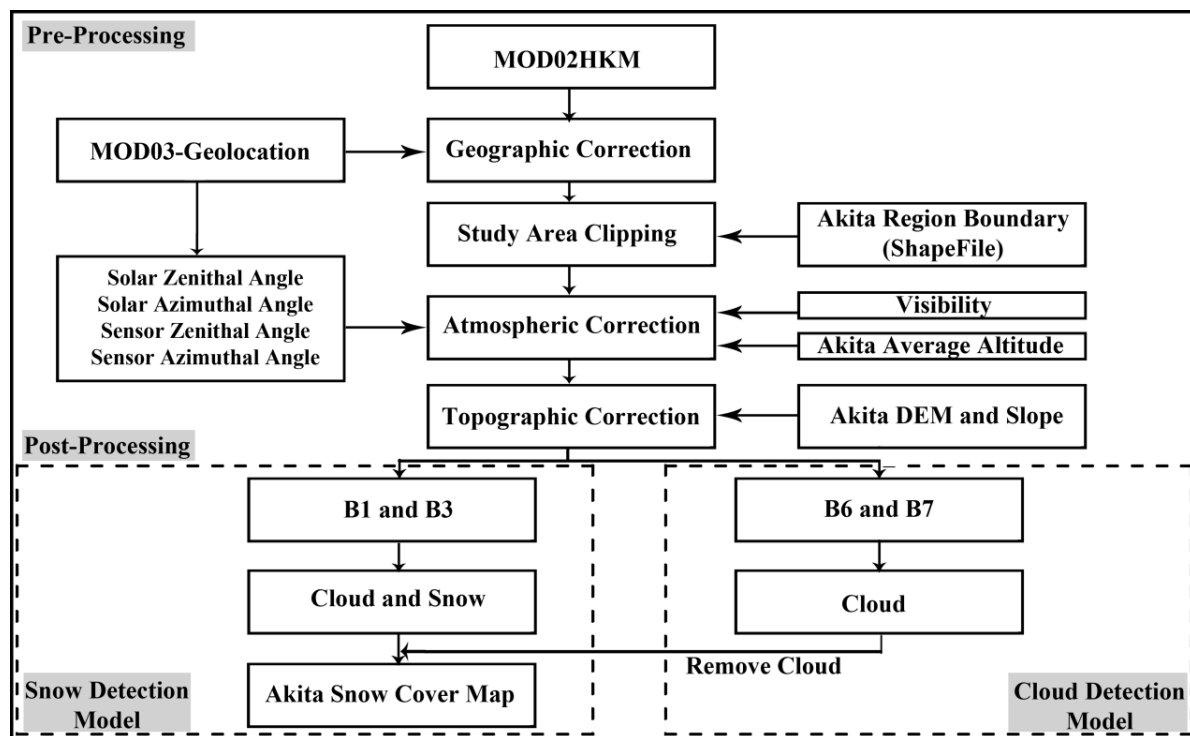 Pre-Processing
MOD02HKM
MOD03-Geolocation
Geographic Correction
Study Area Clipping
Akita Region Boundary
(ShapeFile)
Solar Zenithal Angle
Solar Azimuthal Angle
Sensor Zenithal Angle
Sensor Azimuthal Angle
Atmospheric Correction
Visibility
Akita Average Altitude
Topographic Correction
Akita DEM and Slope
Post-Processing
B1 and B3
B6 and B7
Cloud and Snow
Cloud
Remove Cloud
Snow Detection
Model
Akita Snow Cover Map
Cloud Detection
Model